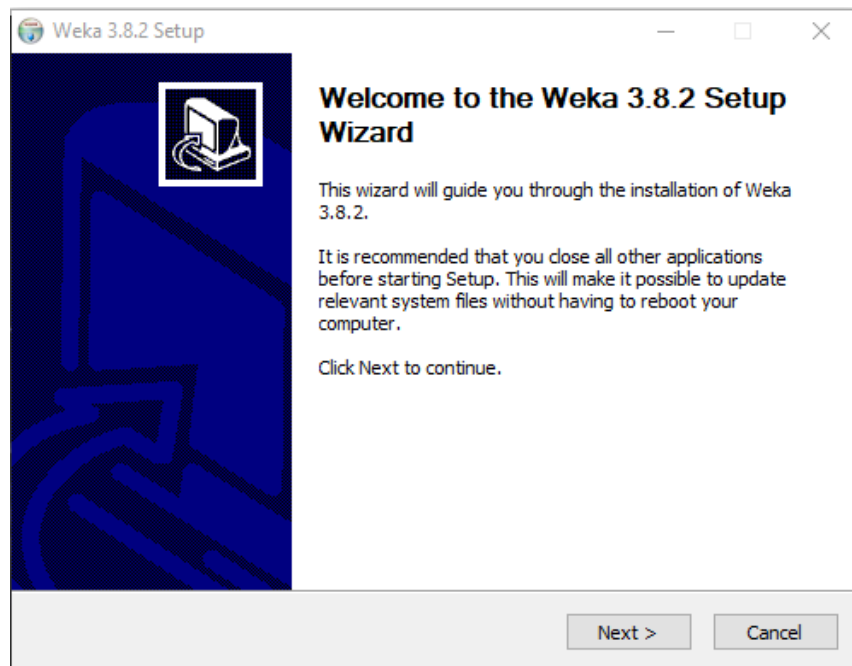 Weka 3.8.2 Setup
Welcome to the Weka 3.8.2 Setup
Wizard
This wizard will guide you through the installation of Weka
3.8.2.
It is recommended that you close all other applications
before starting Setup. This will make it possible to update
relevant system files without having to reboot your
computer.
Click Next to continue.
Next >
Cancel